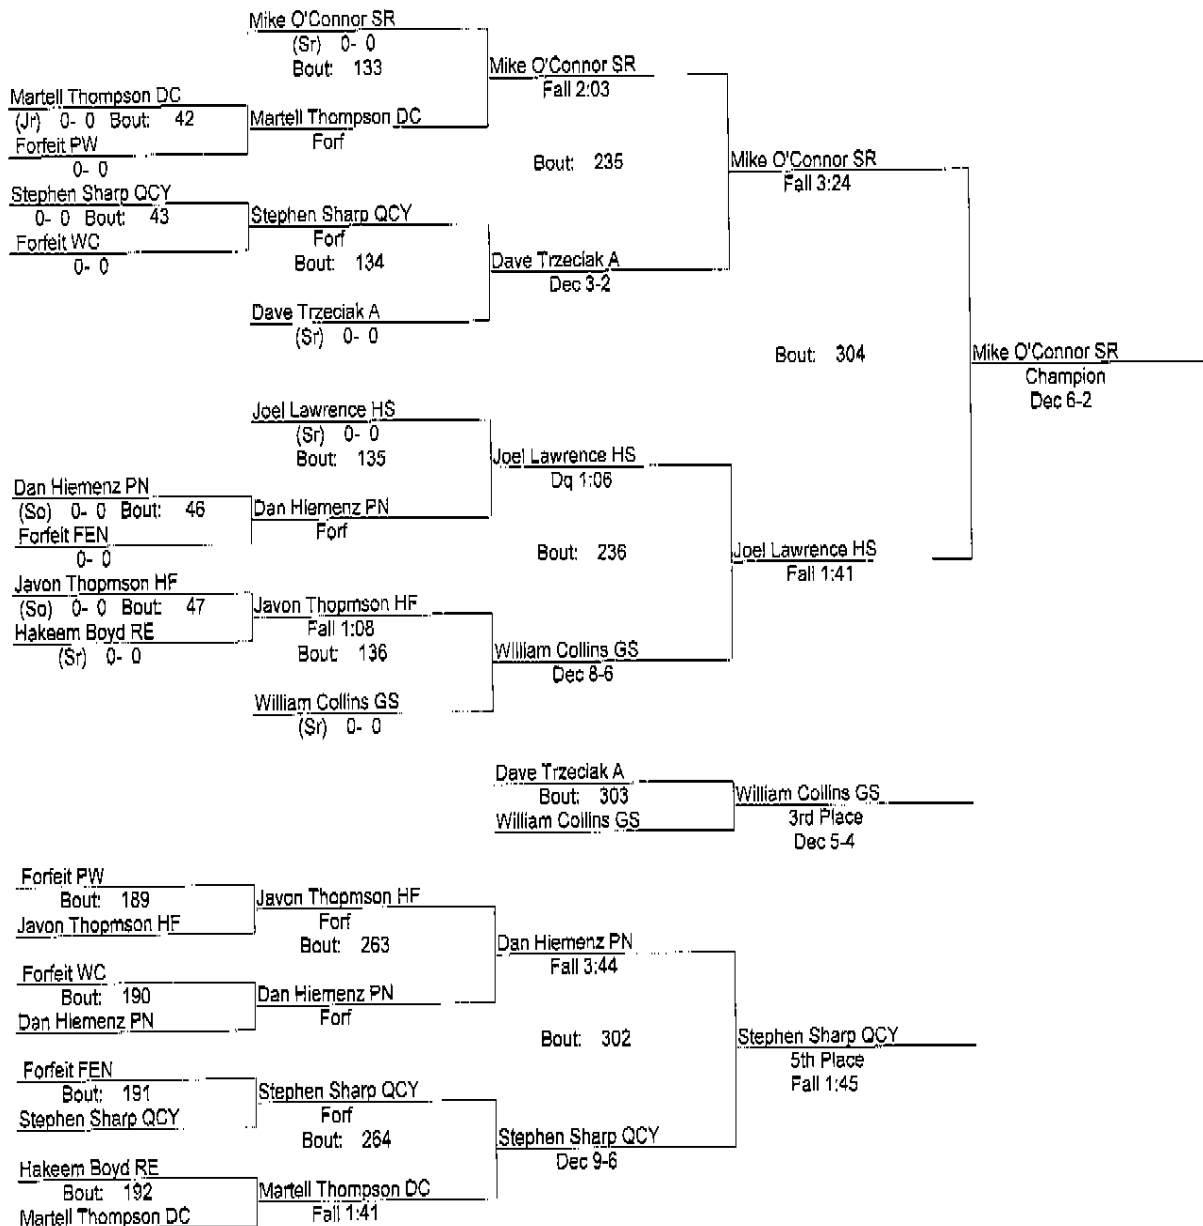 Mike O'Connor SR
(Sr) 0- 0
Bout: 133
Mike O'Connor SR
Fall 2:03
Martell Thompson DC
(Jr) 0- 0 Bout: 42
Forfeit PW
0- 0
Martell Thompson DC
Forf
Bout: 235
Mike O'Connor SR
Fall 3:24
Stephen Sharp QCY
0- 0 Bout: 43
Forfeit WC
0- 0
Stephen Sharp QCY
Forf
Bout: 134
Dave Trzeciak A
Dec 3-2
Dave Trzeciak A
(Sr) 0- 0
Bout: 304
Mike O'Connor SR
Champion
Dec 6-2
Joel Lawrence HS
(Sr) 0- 0
Bout: 135
Joel Lawrence HS
Dq 1:06
Dan Hiemenz PN
(So) 0- 0 Bout: 46
Forfeit FEN
0- 0
Dan Hiemenz PN
Forf
Bout: 236
Joel Lawrence HS
Fall 1:41
Javon Thopmson HF
(So) 0- 0 Bout: 47
Hakeem Boyd RE
(Sr) 0- 0
Javon Thopmson HF
Fall 1:08
Bout: 136
William Collins GS
Dec 8-6
William Collins GS
(Sr) 0- 0
Dave Trzeciak A
Bout: 303
William Collins GS
William Collins GS
3rd Place
Dec 5-4
Forfeit PW
Bout: 189
Javon Thopmson HF
Javon Thopmson HF
Forf
Bout: 263
Dan Hiemenz PN
Fall 3:44
Forfeit WC
Bout: 190
Dan Hiemenz PN
Dan Hiemenz PN
Forf
Bout: 302
Stephen Sharp QCY
5th Place
Fall 1:45
Forfeit FEN
Bout: 191
Stephen Sharp QCY
Stephen Sharp QCY
Forf
Bout: 264
Stephen Sharp QCY
Dec 9-6
Hakeem Boyd RE
Bout: 192
Martell Thompson DC
Martell Thompson DC
Fall 1:41